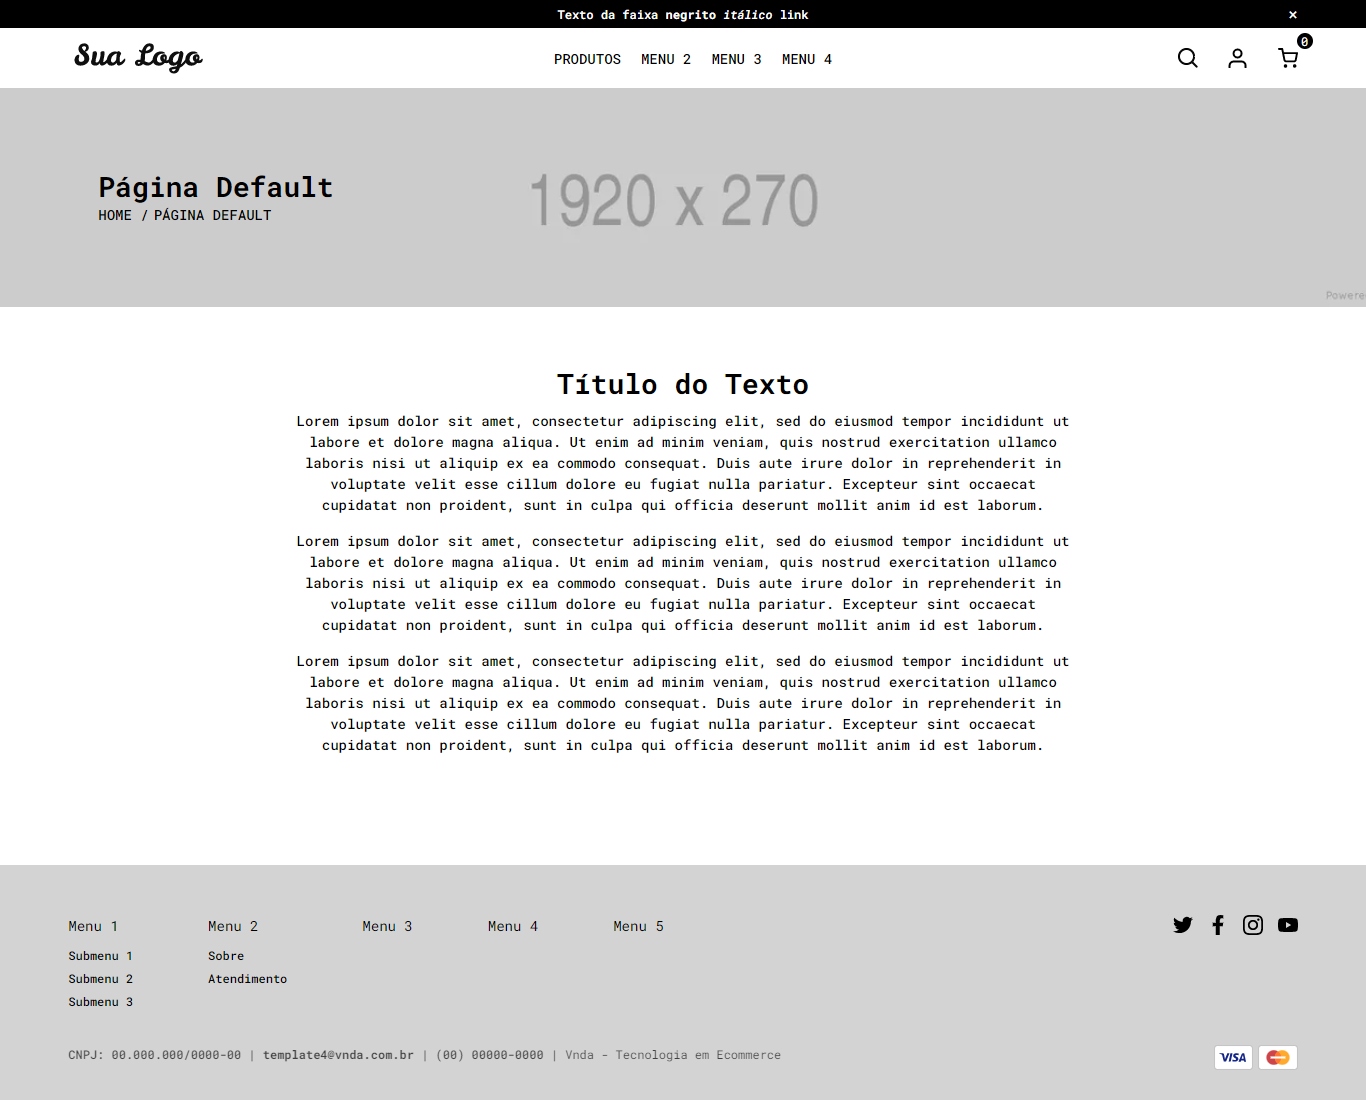 Texto da faixa negrito itálico link ×
Sua Logo
PRODUTOS MENU 2 MENU 3 MENU 4
0
Página Default
HOME / PÁGINA DEFAULT
1920 x 270
Powere
Título do Texto
Lorem ipsum dolor sit amet, consectetur adipiscing elit, sed do eiusmod tempor incididunt ut
labore et dolore magna aliqua. Ut enim ad minim veniam, quis nostrud exercitation ullamco
laboris nisi ut aliquip ex ea commodo consequat. Duis aute irure dolor in reprehenderit in
voluptate velit esse cillum dolore eu fugiat nulla pariatur. Excepteur sint occaecat
cupidatat non proident, sunt in culpa qui officia deserunt mollit anim id est laborum.
Lorem ipsum dolor sit amet, consectetur adipiscing elit, sed do eiusmod tempor incididunt ut
labore et dolore magna aliqua. Ut enim ad minim veniam, quis nostrud exercitation ullamco
laboris nisi ut aliquip ex ea commodo consequat. Duis aute irure dolor in reprehenderit in
voluptate velit esse cillum dolore eu fugiat nulla pariatur. Excepteur sint occaecat
cupidatat non proident, sunt in culpa qui officia deserunt mollit anim id est laborum.
Lorem ipsum dolor sit amet, consectetur adipiscing elit, sed do eiusmod tempor incididunt ut
labore et dolore magna aliqua. Ut enim ad minim veniam, quis nostrud exercitation ullamco
laboris nisi ut aliquip ex ea commodo consequat. Duis aute irure dolor in reprehenderit in
voluptate velit esse cillum dolore eu fugiat nulla pariatur. Excepteur sint occaecat
cupidatat non proident, sunt in culpa qui officia deserunt mollit anim id est laborum.
Menu 1
Submenu 1
Submenu 2
Submenu 3
Menu 2
Sobre
Atendimento
Menu 3
Menu 4
Menu 5
CNPJ: 00.000.000/0000-00 | template4@vnda.com.br | (00) 00000-0000 | Vnda - Tecnologia em Ecommerce
VISA